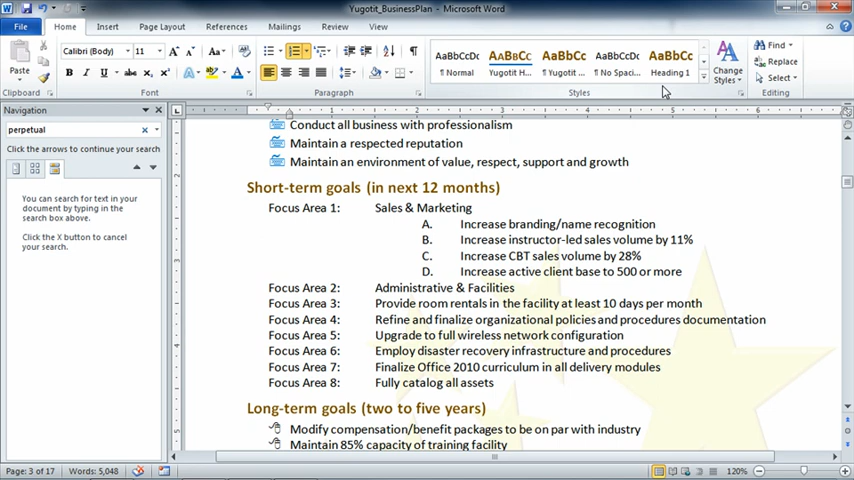 Yugotit_BusinessPlan - Microsoft Word
File Home Insert Page Layout References Mailings Review View
Calibri (Body) 11
Paste
B I U abc
AaBbCcDc AaBbCc AaBbCc AaBbCcDc AaBbCc
¶ Normal Yugotit H... ¶ Yugotit ... ¶ No Spaci... Heading 1
Change Styles
Find
Replace
Select
Clipboard Font Paragraph Styles Editing
Navigation
perpetual
Click the arrows to continue your search
You can search for text in your
document by typing in the
search box above.
Click the X button to cancel
your search.
Conduct all business with professionalism
Maintain a respected reputation
Maintain an environment of value, respect, support and growth
Short-term goals (in next 12 months)
Focus Area 1: Sales & Marketing
A. Increase branding/name recognition
B. Increase instructor-led sales volume by 11%
C. Increase CBT sales volume by 28%
D. Increase active client base to 500 or more
Focus Area 2: Administrative & Facilities
Focus Area 3: Provide room rentals in the facility at least 10 days per month
Focus Area 4: Refine and finalize organizational policies and procedures documentation
Focus Area 5: Upgrade to full wireless network configuration
Focus Area 6: Employ disaster recovery infrastructure and procedures
Focus Area 7: Finalize Office 2010 curriculum in all delivery modules
Focus Area 8: Fully catalog all assets
Long-term goals (two to five years)
Modify compensation/benefit packages to be on par with industry
Maintain 85% capacity of training facility
Page: 3 of 17 Words: 5,048 120%